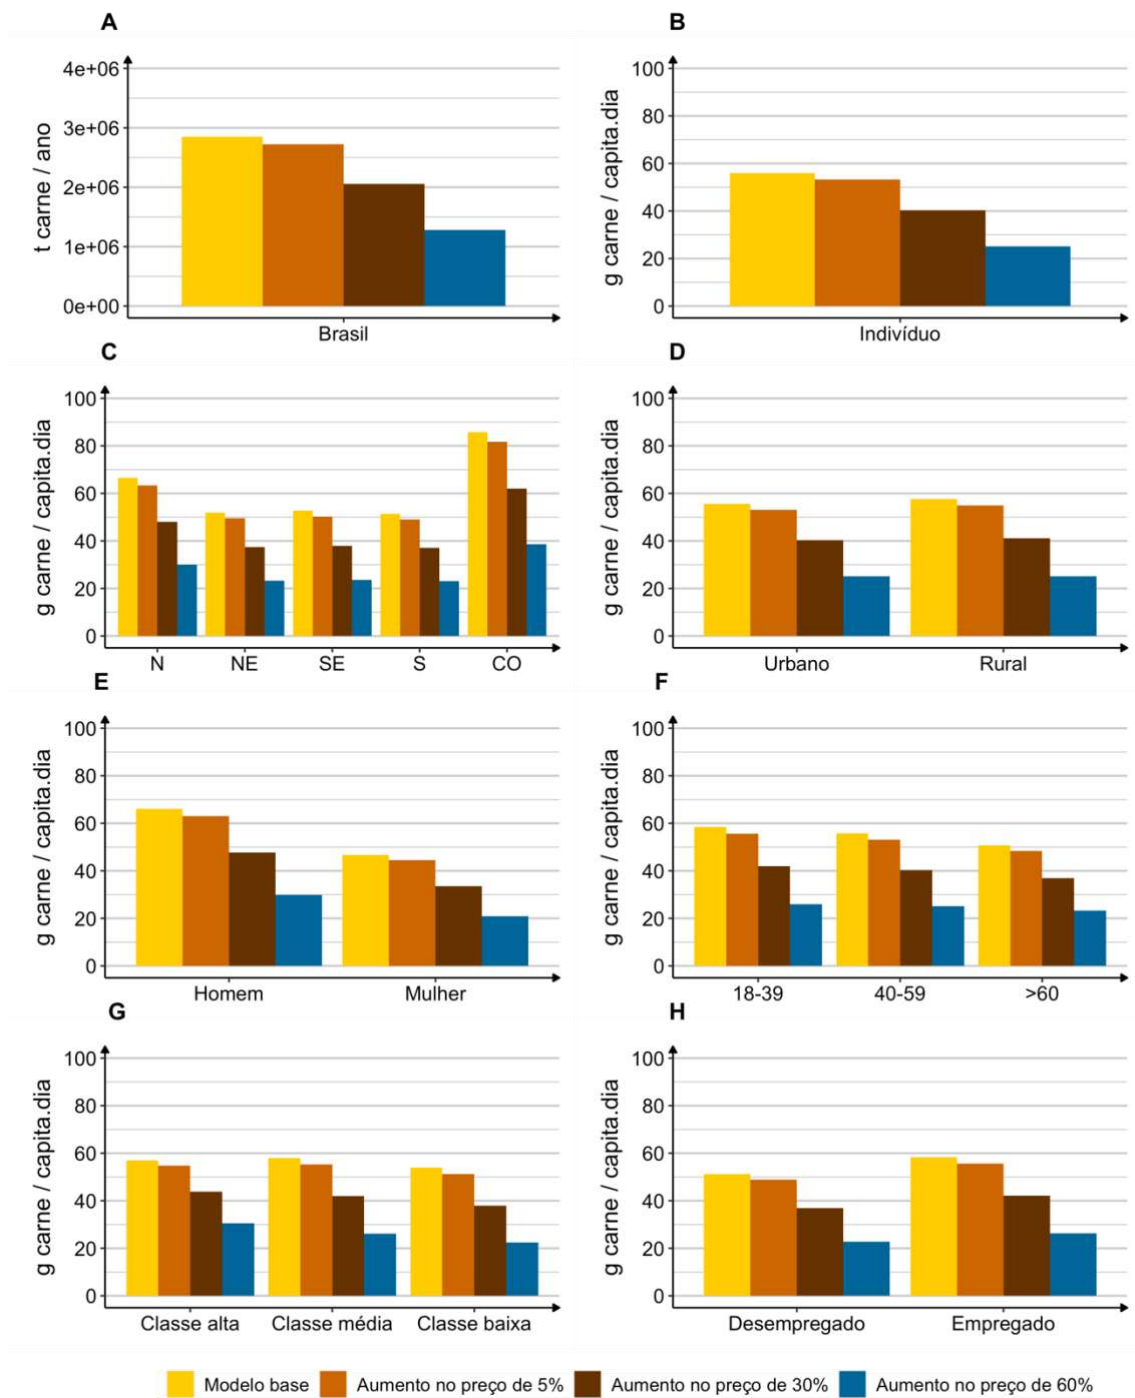 A
t carne / ano
4e+06
3e+06
2e+06
1e+06
0e+00
Brasil
B
g carne / capita.dia
100
80
60
40
20
0
Indivíduo
C
g carne / capita.dia
100
80
60
40
20
0
N NE SE S CO
D
g carne / capita.dia
100
80
60
40
20
0
Urbano Rural
E
g carne / capita.dia
100
80
60
40
20
0
Homem Mulher
F
g carne / capita.dia
100
80
60
40
20
0
18-39 40-59 >60
G
g carne / capita.dia
100
80
60
40
20
0
Classe alta Classe média Classe baixa
H
g carne / capita.dia
100
80
60
40
20
0
Desempregado Empregado
Modelo base Aumento no preço de 5% Aumento no preço de 30% Aumento no preço de 60%